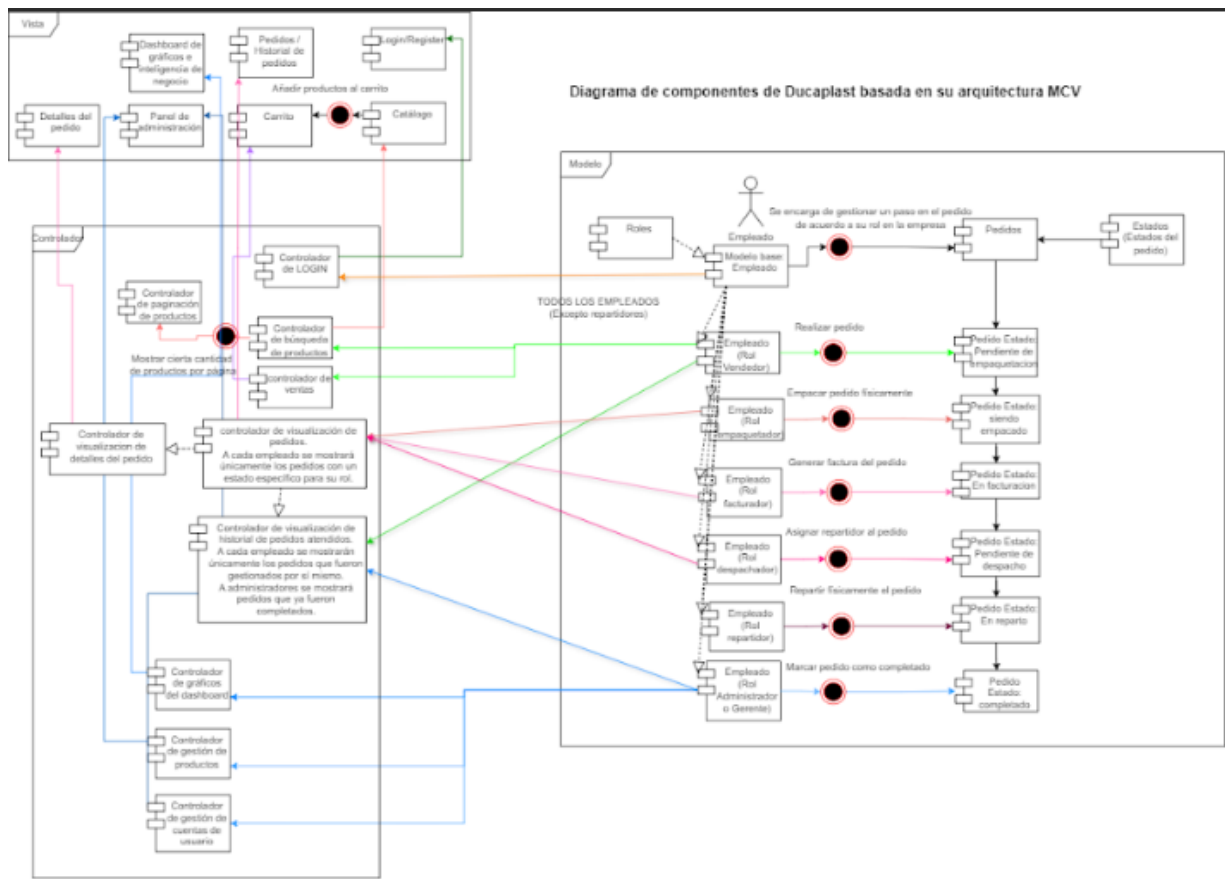 Vista
Dashboard de
gráficos e
inteligencia de
negocio
Pedidos /
Historial de
pedidos
Login/Register
Añadir productos al carrito
Detalles del
pedido
Panel de
administración
Carrito
Catálogo
Diagrama de componentes de Ducaplast basada en su arquitectura MCV
Modelo
Roles
Empleado
Modelo base:
Empleado
Se encarga de gestionar un paso en el pedido
de acuerdo a su rol en la empresa
Pedidos
Estados
(Estados del
pedido)
Controlador
Controlador
de LOGIN
Controlador
de paginación
de productos
Controlador
de búsqueda
de productos
Mostrar cierta cantidad
de productos por página
controlador de
ventas
TODOS LOS EMPLEADOS
(Excepto repartidores)
Controlador de
visualizacion de
detalles del pedido
controlador de visualización de
pedidos.
A cada empleado se mostrará
únicamente los pedidos con un
estado específico para su rol.
Controlador de visualización de
historial de pedidos atendidos.
A cada empleado se mostrarán
únicamente los pedidos que fueron
gestionados por si mismo.
A administradores se mostrará
pedidos que ya fueron
completados.
Controlador
de gráficos
del dashboard
Controlador
de gestión de
productos
Controlador
de gestión de
cuentas de
usuario
Empleado
(Rol
Vendedor)
Realizar pedido
Pedido Estado:
Pendiente de
empaquetacion
Empleado
(Rol
empaquetador)
Empacar pedido físicamente
Pedido Estado:
siendo
empacado
Empleado
(Rol
facturador)
Generar factura del pedido
Pedido Estado:
En facturacion
Empleado
(Rol
despachador)
Asignar repartidor al pedido
Pedido Estado:
Pendiente de
despacho
Empleado
(Rol
repartidor)
Repartir fisicamente el pedido
Pedido Estado:
En reparto
Empleado
(Rol
Administrador
o Gerente)
Marcar pedido como completado
Pedido
Estado:
completado